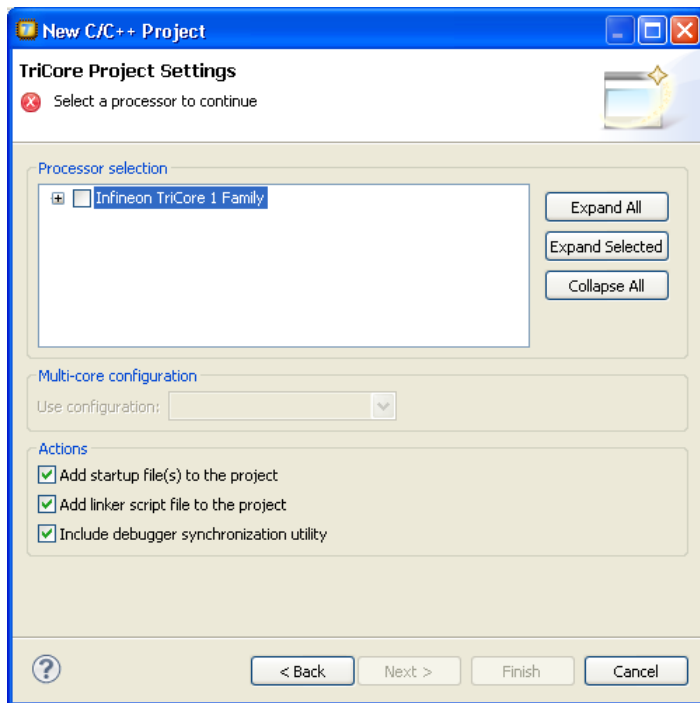 New C/C++ Project
TriCore Project Settings
Select a processor to continue
Processor selection
Infineon TriCore 1 Family
Expand All
Expand Selected
Collapse All
Multi-core configuration
Use configuration:
Actions
Add startup file(s) to the project
Add linker script file to the project
Include debugger synchronization utility
? < Back Next > Finish Cancel